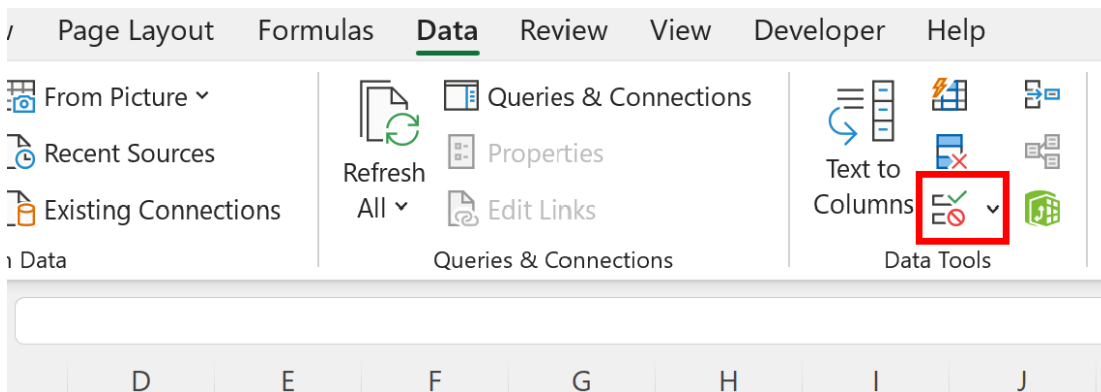 Page Layout Formulas Data Review View Developer Help
From Picture
Queries & Connections
Recent Sources
Properties
Refresh All
Text to Columns
Existing Connections
Edit Links
Data
Queries & Connections
Data Tools
D E F G H I J